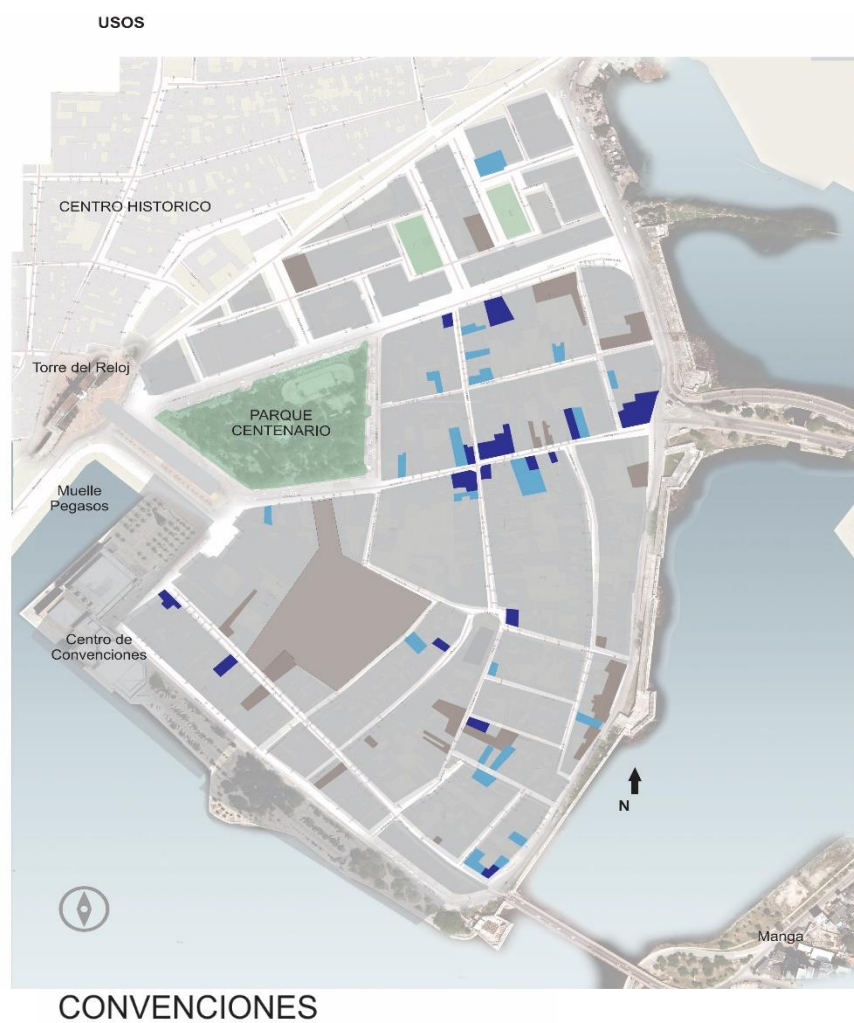 USOS
CENTRO HISTORICO
Torre del Reloj
PARQUE
CENTENARIO
Muelle
Pegasos
Centro de
Convenciones
N
Manga
CONVENCIONES